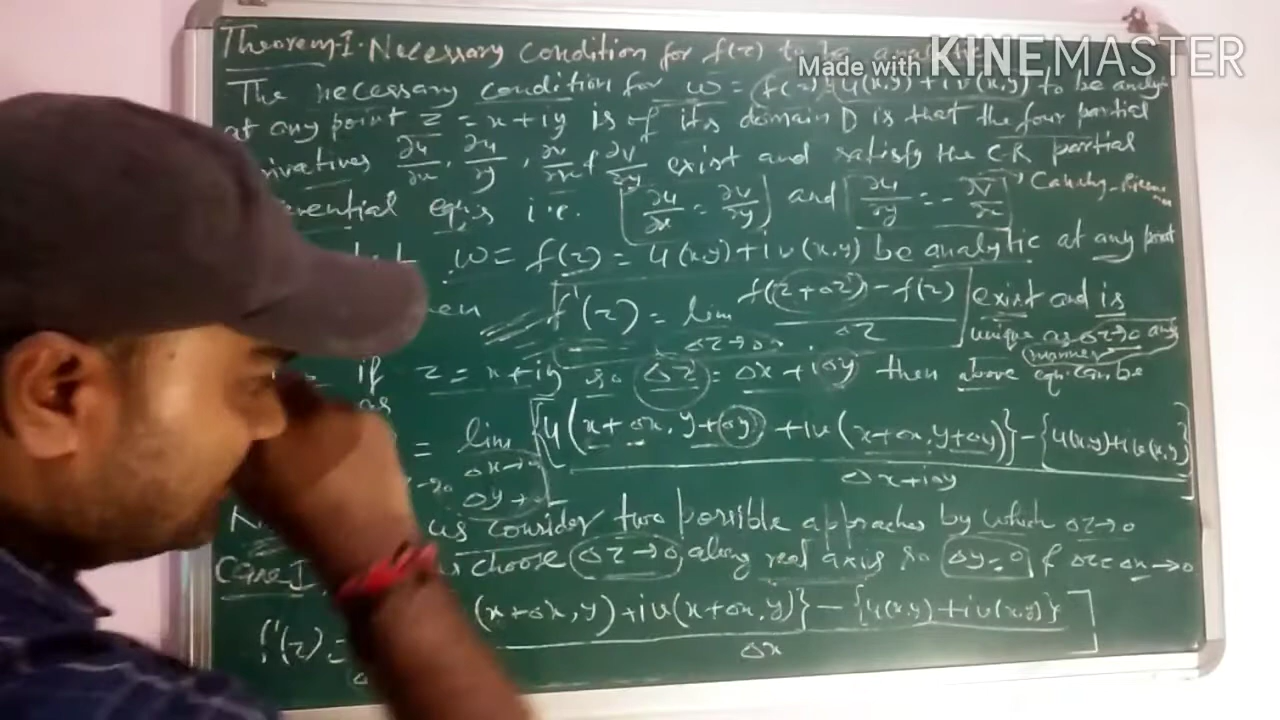 Theorem-I. Necessary Condition for f(z) to be analytic
Made with KINEMASTER
The necessary condition for w = f(z) = u(x,y) + iv(x,y) to be analy-
at any point z = x+iy is of its domain D is that the four partial
∂u/∂x, ∂u/∂y, ∂v/∂x & ∂v/∂y exist and satisfy the C-R partial
eqns i.e. [∂u/∂x = ∂v/∂y] and [∂u/∂y = -∂v/∂x] → Cauchy-Riemann
w = f(z) = u(x,y) + iv(x,y) be analytic at any point
f'(z) = lim Δz→0 f(z+Δz) - f(z) / Δz exist and is
unique as Δz→0 any
manner
if z = x+iy so Δz = Δx + iΔy then above eqn can be
as
= lim Δx→0 Δy→0 [{u(x+Δx, y+Δy) + iv(x+Δx, y+Δy)} - {u(x,y)+iv(x,y)}] / Δx+iΔy
us consider two possible approaches by which Δz→0
Case I choose Δz→0 along real axis so Δy=0 & Δz=Δx→0
f'(z) = (x+Δx, y) + iv(x+Δx, y)} - {u(x,y) + iv(x,y)}] / Δx